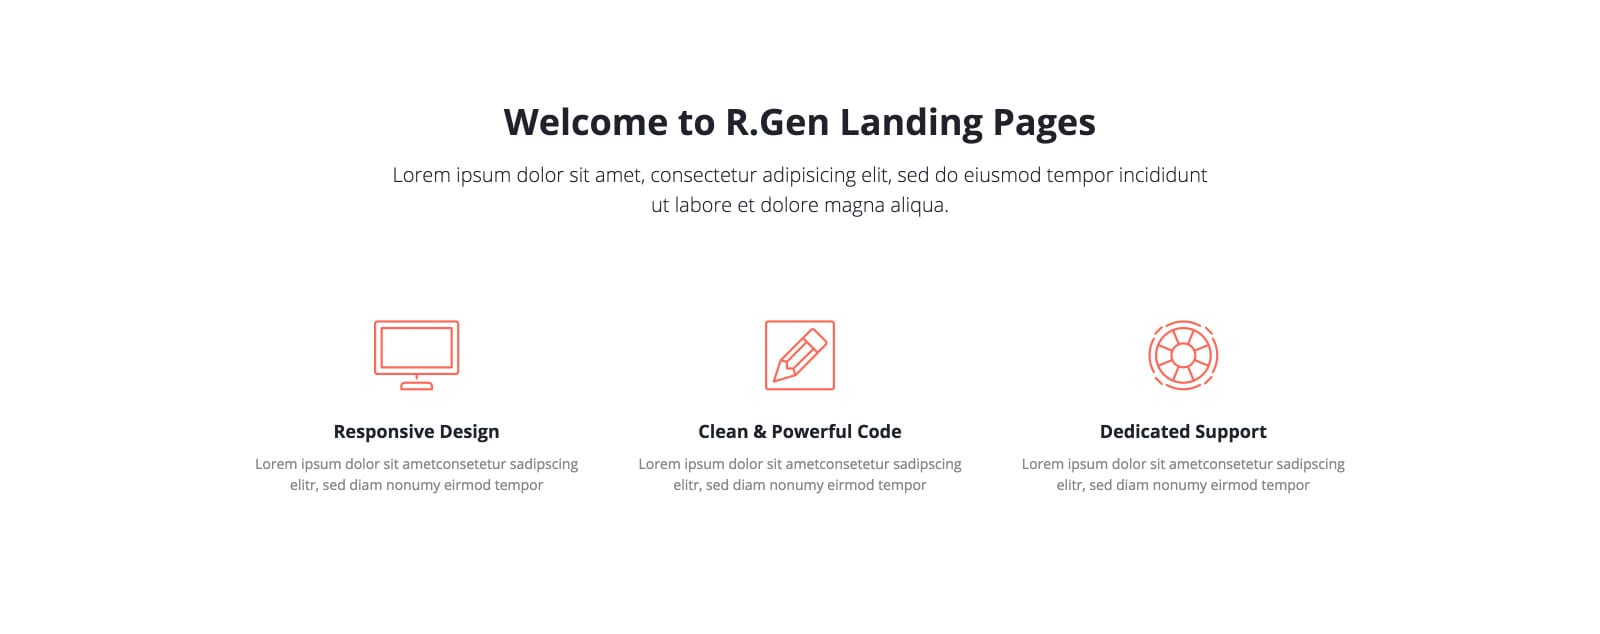 Welcome to R.Gen Landing Pages
Lorem ipsum dolor sit amet, consectetur adipisicing elit, sed do eiusmod tempor incididunt
ut labore et dolore magna aliqua.
Responsive Design
Lorem ipsum dolor sit ametconsetetur sadipscing
elitr, sed diam nonumy eirmod tempor
Clean & Powerful Code
Lorem ipsum dolor sit ametconsetetur sadipscing
elitr, sed diam nonumy eirmod tempor
Dedicated Support
Lorem ipsum dolor sit ametconsetetur sadipscing
elitr, sed diam nonumy eirmod tempor